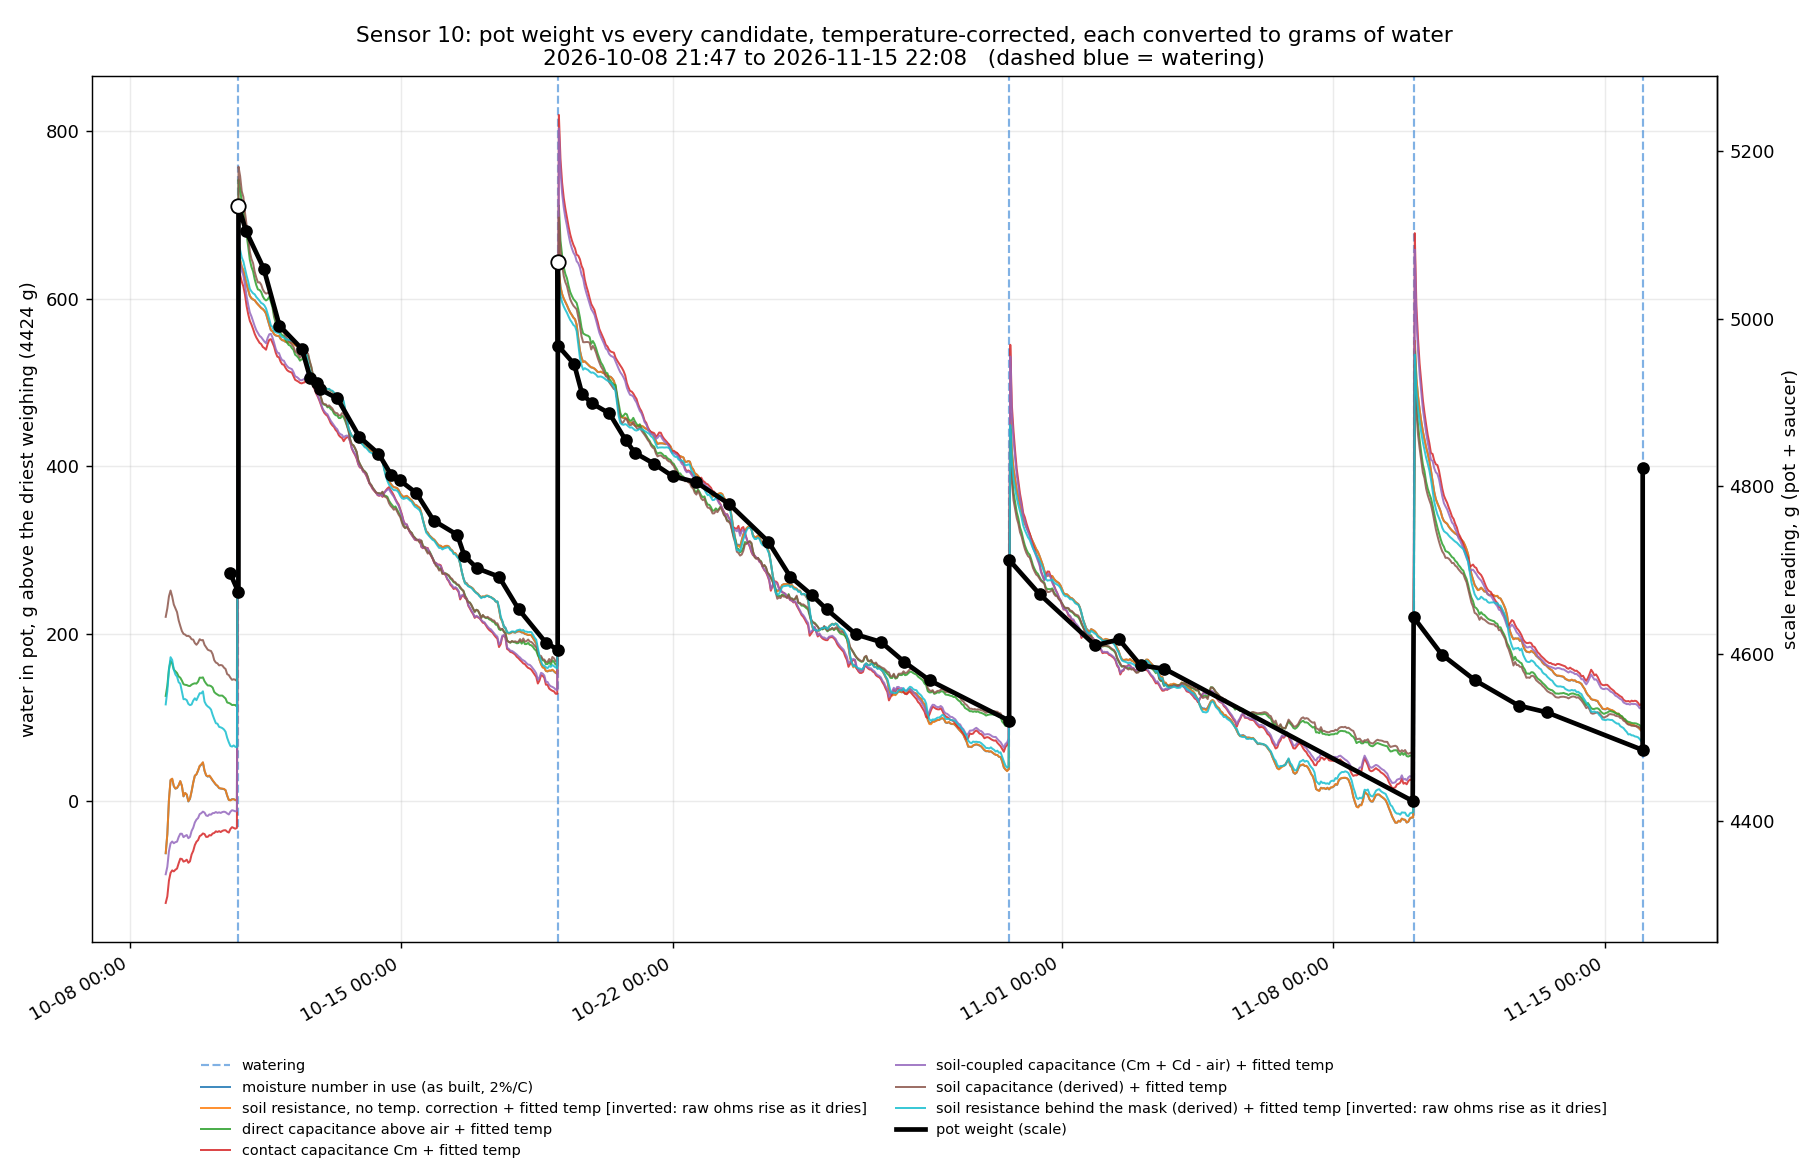 Sensor 10: pot weight vs every candidate, temperature-corrected, each converted to grams of water
2026-10-08 21:47 to 2026-11-15 22:08   (dashed blue = watering)
water in pot, g above the driest weighing (4424 g)
800
600
400
200
0
5200
5000
4800
4600
4400
scale reading, g (pot + saucer)
10-08 00:00
10-15 00:00
10-22 00:00
11-01 00:00
11-08 00:00
11-15 00:00
watering
moisture number in use (as built, 2%/C)
soil resistance, no temp. correction + fitted temp [inverted: raw ohms rise as it dries]
direct capacitance above air + fitted temp
contact capacitance Cm + fitted temp
soil-coupled capacitance (Cm + Cd - air) + fitted temp
soil capacitance (derived) + fitted temp
soil resistance behind the mask (derived) + fitted temp [inverted: raw ohms rise as it dries]
pot weight (scale)